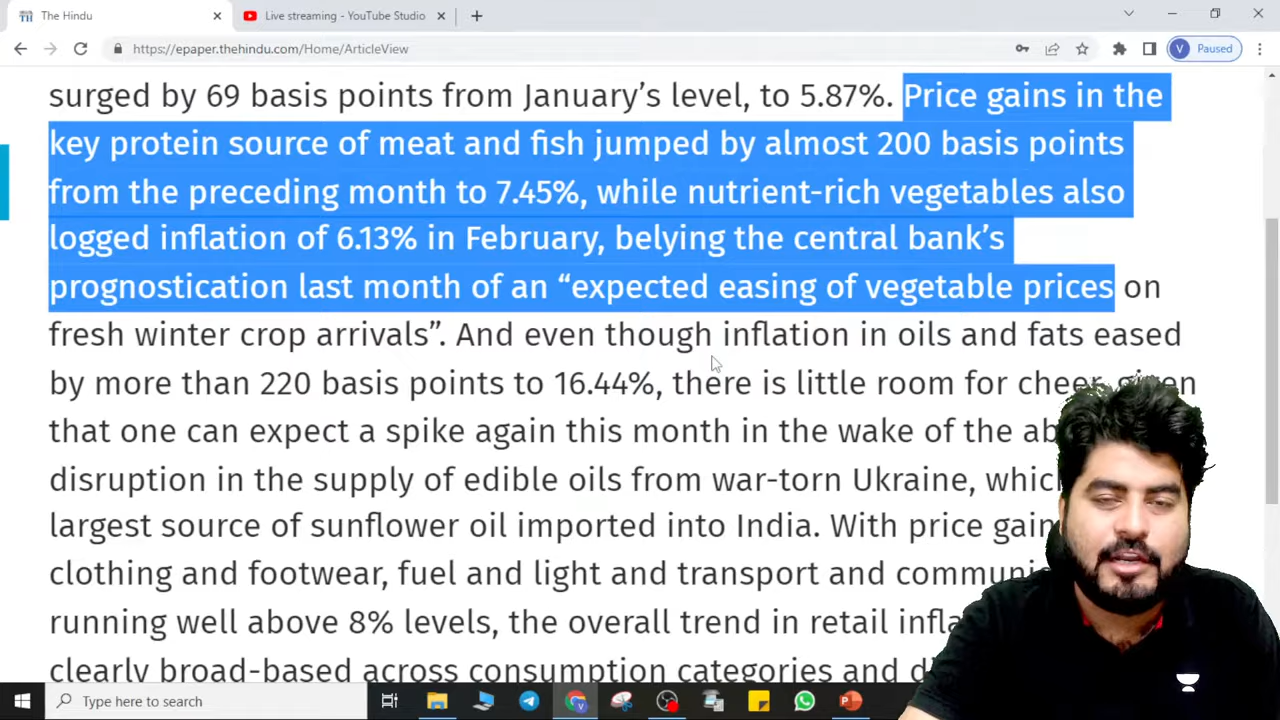 The Hindu
Live streaming - YouTube Studio
https://epaper.thehindu.com/Home/ArticleView
V Paused
surged by 69 basis points from January's level, to 5.87%. Price gains in the
key protein source of meat and fish jumped by almost 200 basis points
from the preceding month to 7.45%, while nutrient-rich vegetables also
logged inflation of 6.13% in February, belying the central bank's
prognostication last month of an “expected easing of vegetable prices on
fresh winter crop arrivals”. And even though inflation in oils and fats eased
by more than 220 basis points to 16.44%, there is little room for cheer, given
that one can expect a spike again this month in the wake of the
disruption in the supply of edible oils from war-torn Ukraine,
largest source of sunflower oil imported into India. With price
clothing and footwear, fuel and light and transport and
running well above 8% levels, the overall trend in retail
clearly broad-based across consumption categories and
Type here to search